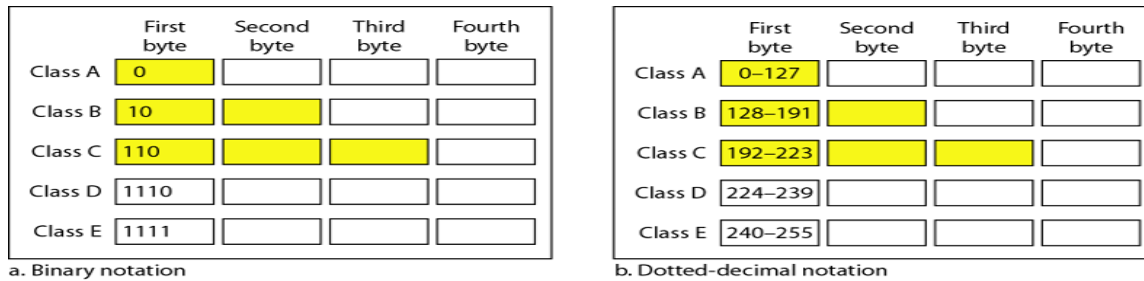 First Second Third Fourth
byte byte byte byte
Class A 0
Class B 10
Class C 110
Class D 1110
Class E 1111
a. Binary notation
First Second Third Fourth
byte byte byte byte
Class A 0–127
Class B 128–191
Class C 192–223
Class D 224–239
Class E 240–255
b. Dotted-decimal notation